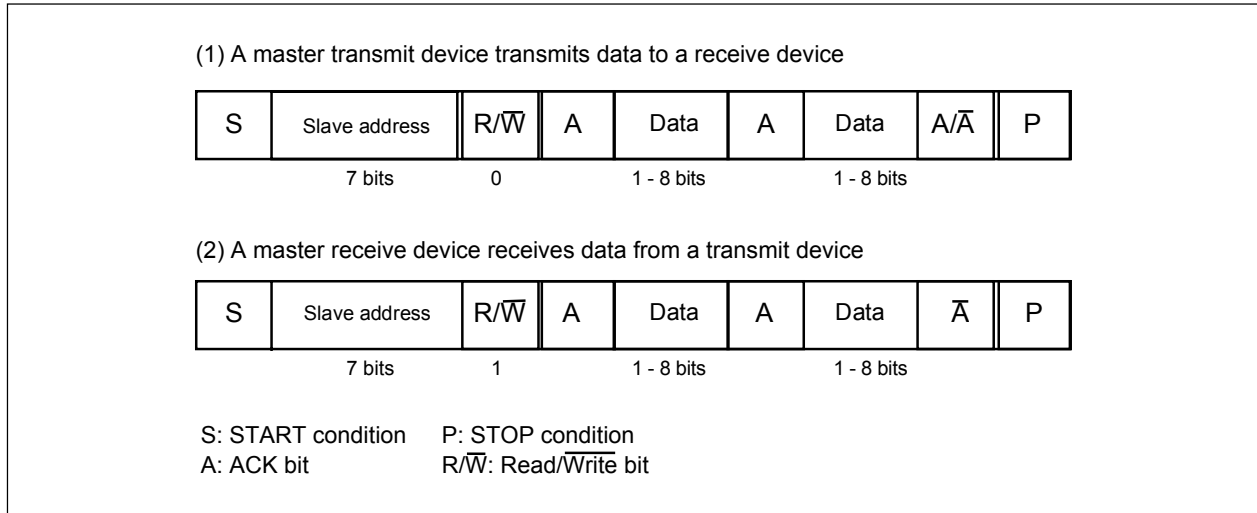 (1) A master transmit device transmits data to a receive device
S Slave address R/W̅ A Data A Data A/A̅ P
7 bits 0 1 - 8 bits 1 - 8 bits
(2) A master receive device receives data from a transmit device
S Slave address R/W̅ A Data A Data A̅ P
7 bits 1 1 - 8 bits 1 - 8 bits
S: START condition P: STOP condition
A: ACK bit R/W̅: Read/W̅r̅i̅t̅e̅ bit